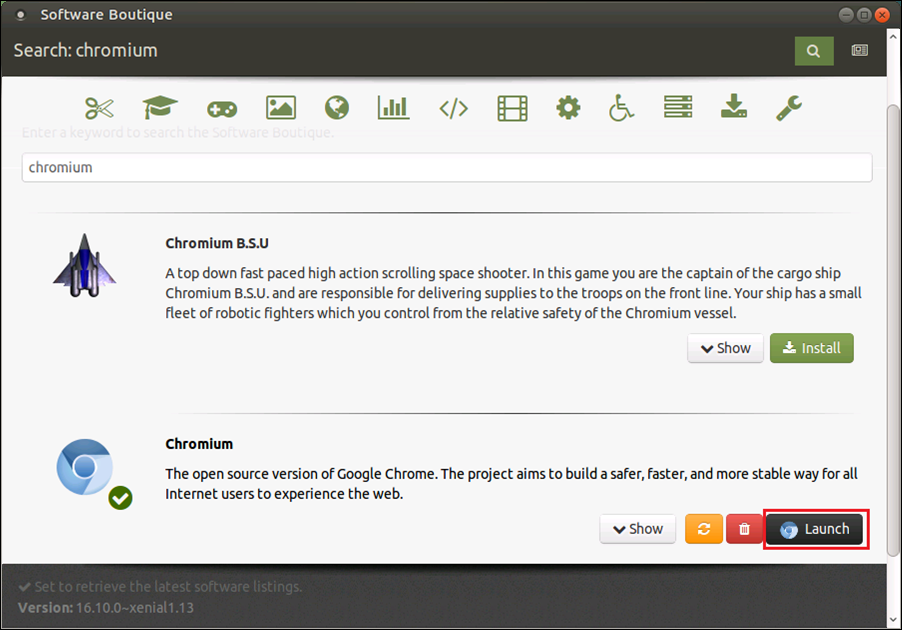 Software Boutique
Search: chromium
Enter a keyword to search the Software Boutique.
chromium
Chromium B.S.U
A top down fast paced high action scrolling space shooter. In this game you are the captain of the cargo ship
Chromium B.S.U. and are responsible for delivering supplies to the troops on the front line. Your ship has a small
fleet of robotic fighters which you control from the relative safety of the Chromium vessel.
Show Install
Chromium
The open source version of Google Chrome. The project aims to build a safer, faster, and more stable way for all
Internet users to experience the web.
Show Launch
Set to retrieve the latest software listings.
Version: 16.10.0~xenial1.13